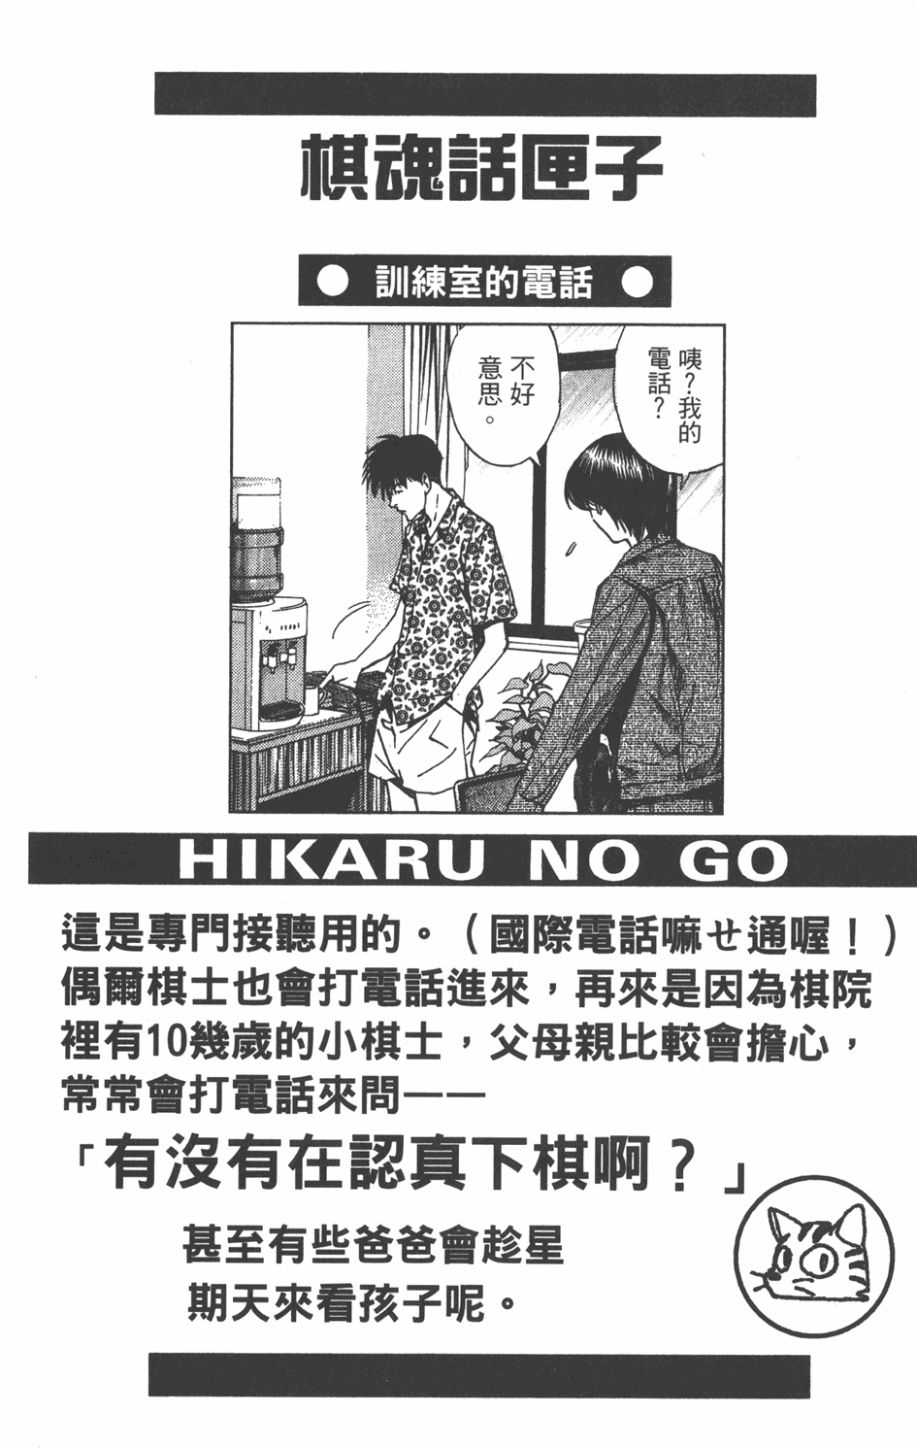 棋魂話匣子
● 訓練室的電話 ●
咦？我的
電話？
不好
意思。
HIKARU NO GO
這是專門接聽用的。（國際電話嘛ㄝ通喔！）
偶爾棋士也會打電話進來，再來是因為棋院
裡有10幾歲的小棋士，父母親比較會擔心，
常常會打電話來問——
「有沒有在認真下棋啊？」
甚至有些爸爸會趁星
期天來看孩子呢。